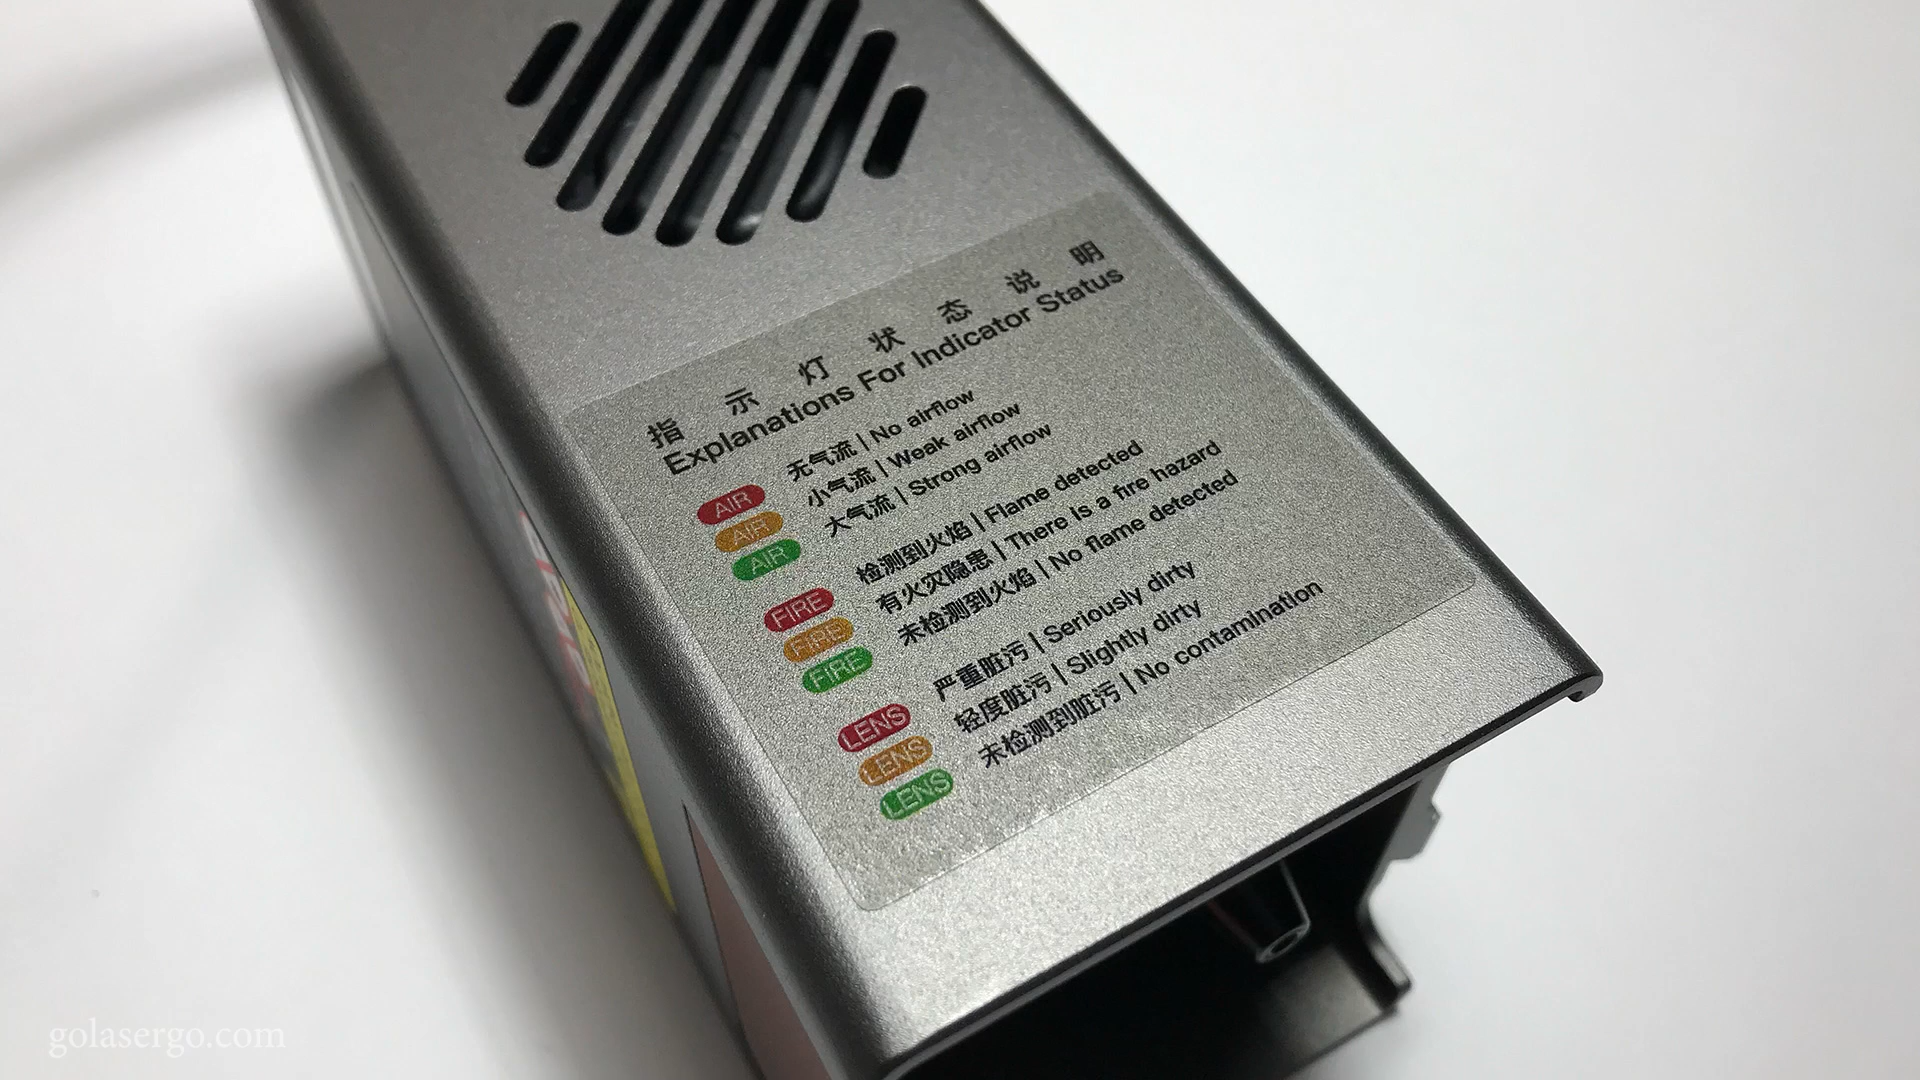 指示灯状态说明
Explanations For Indicator Status
AIR 无气流 | No airflow
AIR 小气流 | Weak airflow
AIR 大气流 | Strong airflow
FIRE 检测到火焰 | Flame detected
FIRE 有火灾隐患 | There is a fire hazard
FIRE 未检测到火焰 | No flame detected
LENS 严重脏污 | Seriously dirty
LENS 轻度脏污 | Slightly dirty
LENS 未检测到脏污 | No contamination
golasergo.com